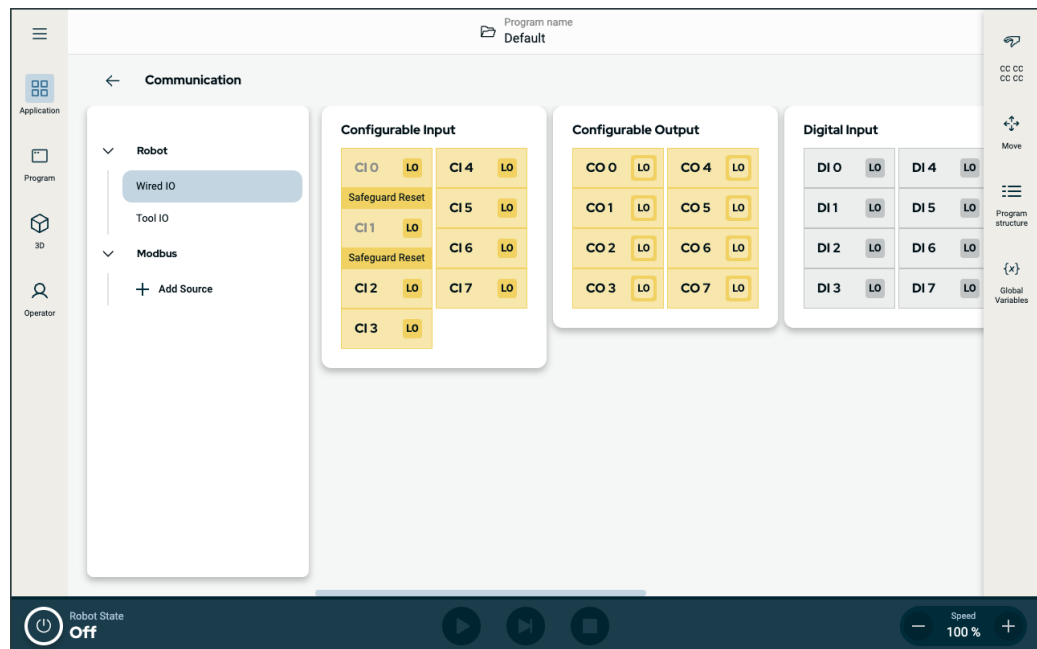 Program name
Default
Application
Program
3D
Operator
Communication
Robot
Wired IO
Tool IO
Modbus
Add Source
Configurable Input
CI 0 LO CI 4 LO
Safeguard Reset
CI 5 LO
CI 1 LO
CI 6 LO
Safeguard Reset
CI 2 LO CI 7 LO
CI 3 LO
Configurable Output
CO 0 LO CO 4 LO
CO 1 LO CO 5 LO
CO 2 LO CO 6 LO
CO 3 LO CO 7 LO
Digital Input
DI 0 LO DI 4 LO
DI 1 LO DI 5 LO
DI 2 LO DI 6 LO
DI 3 LO DI 7 LO
CC CC
CC CC
Move
Program
structure
{x}
Global
Variables
Robot State
Off
Speed
100 %